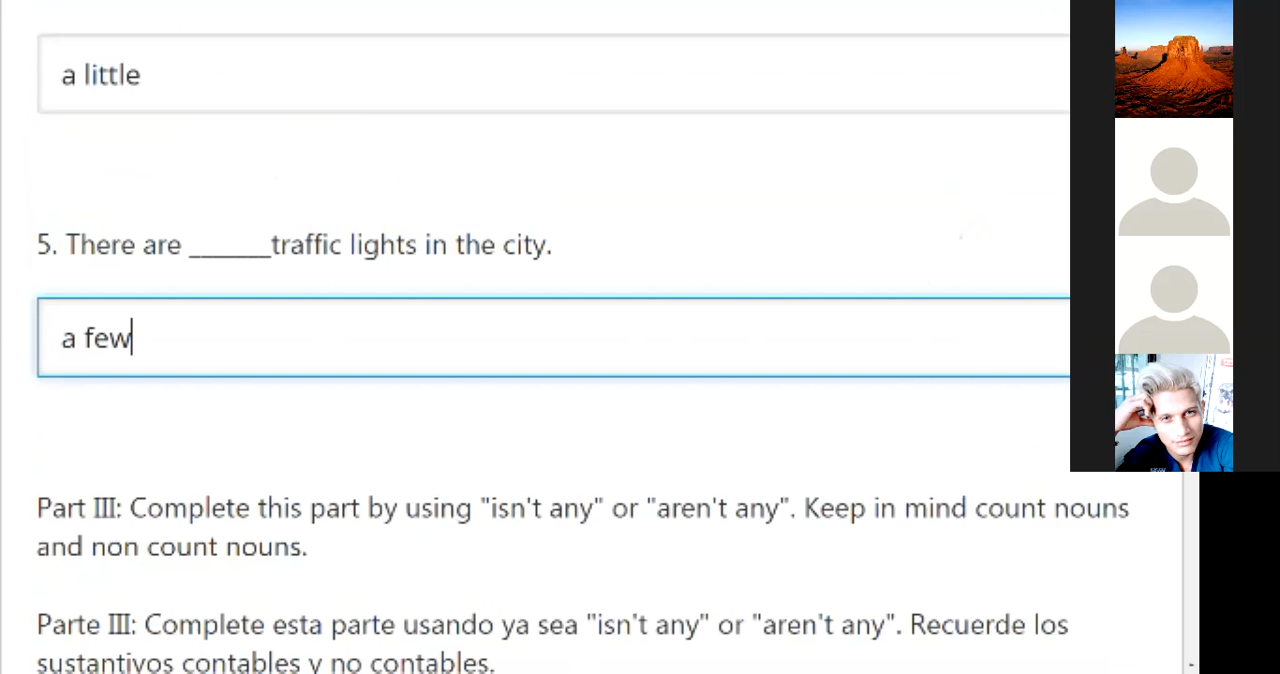 a little
5. There are ______traffic lights in the city.
a few
Part III: Complete this part by using "isn't any" or "aren't any". Keep in mind count nouns
and non count nouns.
Parte III: Complete esta parte usando ya sea "isn't any" or "aren't any". Recuerde los
sustantivos contables y no contables.